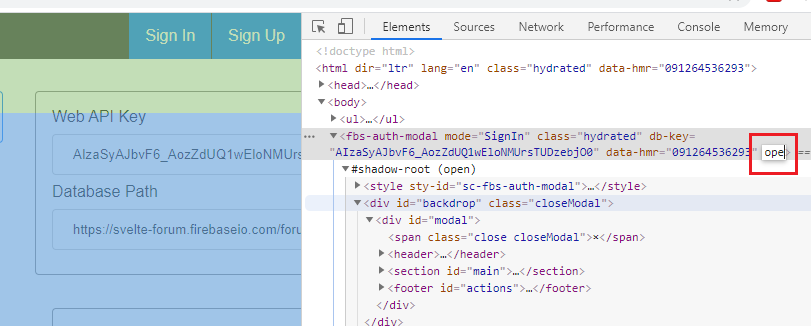 Sign In
Sign Up
Web API Key
AIzaSyAJbvF6_AozZdUQ1wEloNMUrs
Database Path
https://svelte-forum.firebaseio.com/foru
Elements
Sources
Network
Performance
Console
<!doctype html>
<html dir="ltr" lang="en" class="hydrated" data-hmr="091264536293">
<head>…</head>
<body>
<ul>…</ul>
<fbs-auth-modal mode="SignIn" class="hydrated" db-key=
"AIzaSyAJbvF6_AozZdUQ1wEloNMUrsTUDzebjO0" data-hmr="091264536293" ope> ==
#shadow-root (open)
<style sty-id="sc-fbs-auth-modal">…</style>
<div id="backdrop" class="closeModal">
<div id="modal">
<span class="close closeModal">×</span>
<header>…</header>
<section id="main">…</section>
<footer id="actions">…</footer>
</div>
</div>